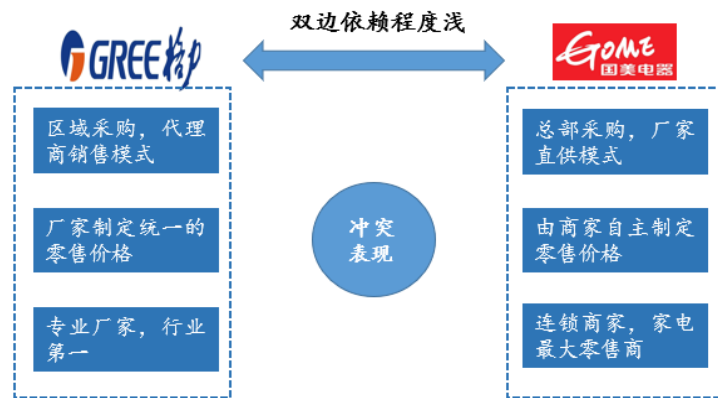 双边依赖程度浅
GREE格力
GOME
国美电器
区域采购，代理
商销售模式
厂家制定统一的
零售价格
专业厂家，行业
第一
冲突
表现
总部采购，厂家
直供模式
由商家自主制定
零售价格
连锁商家，家电
最大零售商